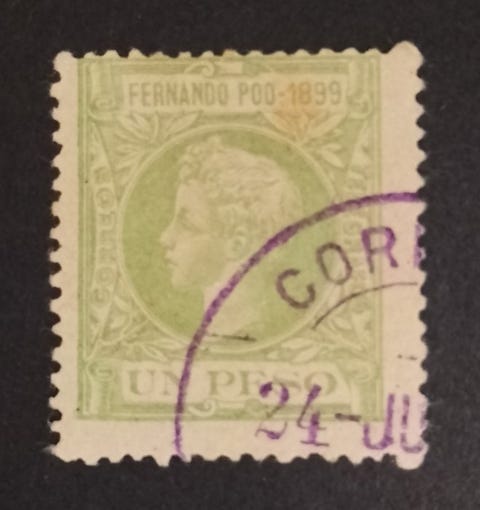 FERNANDO POO-1899
CORREOS
UN PESO
COR
24-JU